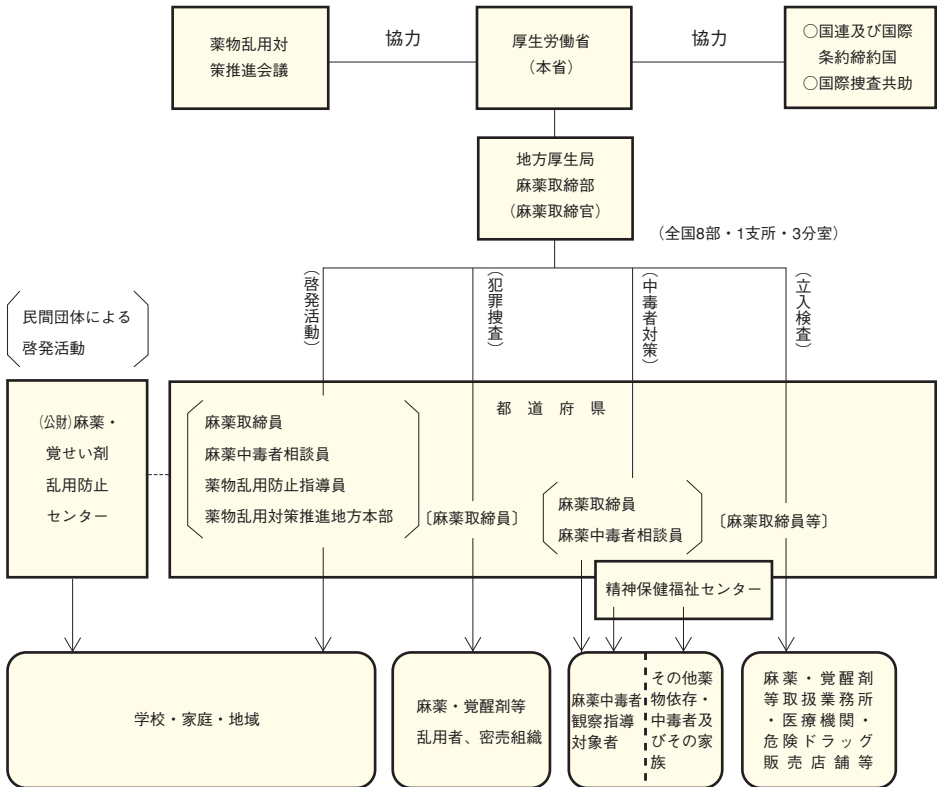 薬物乱用対
策推進会議
協力
厚生労働省
(本省)
協力
○国連及び国際
条約締約国
○国際捜査共助
地方厚生局
麻薬取締部
(麻薬取締官)
(全国8部・1支所・3分室)
(啓発活動)
(犯罪捜査)
(中毒者対策)
(立入検査)
民間団体による
啓発活動
(公財)麻薬・
覚せい剤
乱用防止
センター
都道府県
麻薬取締員
麻薬中毒者相談員
薬物乱用防止指導員
薬物乱用対策推進地方本部
〔麻薬取締員〕
麻薬取締員
麻薬中毒者相談員
〔麻薬取締員等〕
精神保健福祉センター
学校・家庭・地域
麻薬・覚醒剤等
乱用者、密売組織
麻薬中毒者
観察指導
対象者
その他薬
物依存・
中毒者及
びその家
族
麻薬・覚醒剤
等取扱業務所
・医療機関・
危険ドラッグ
販売店舗等